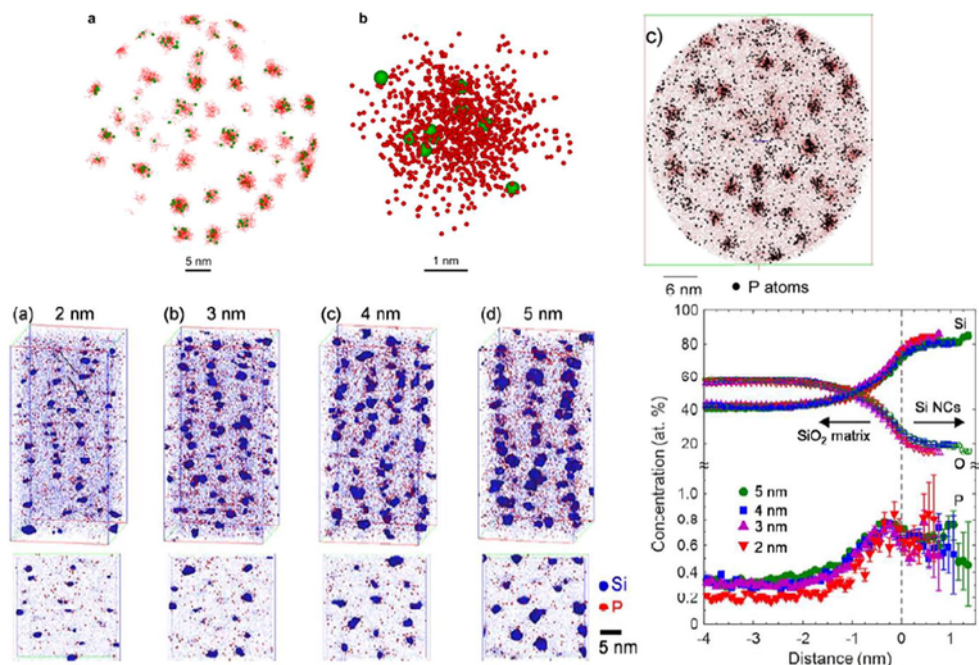 a
b
c)
5 nm
1 nm
6 nm
● P atoms
(a) 2 nm
(b) 3 nm
(c) 4 nm
(d) 5 nm
Si
P
5 nm
Concentration (at. %)
100
80
60
40
20
1.0
0.8
0.6
0.4
0.2
Si
Si NCs
SiO₂ matrix
O
P
5 nm
4 nm
3 nm
2 nm
-4
-3
-2
-1
0
1
Distance (nm)